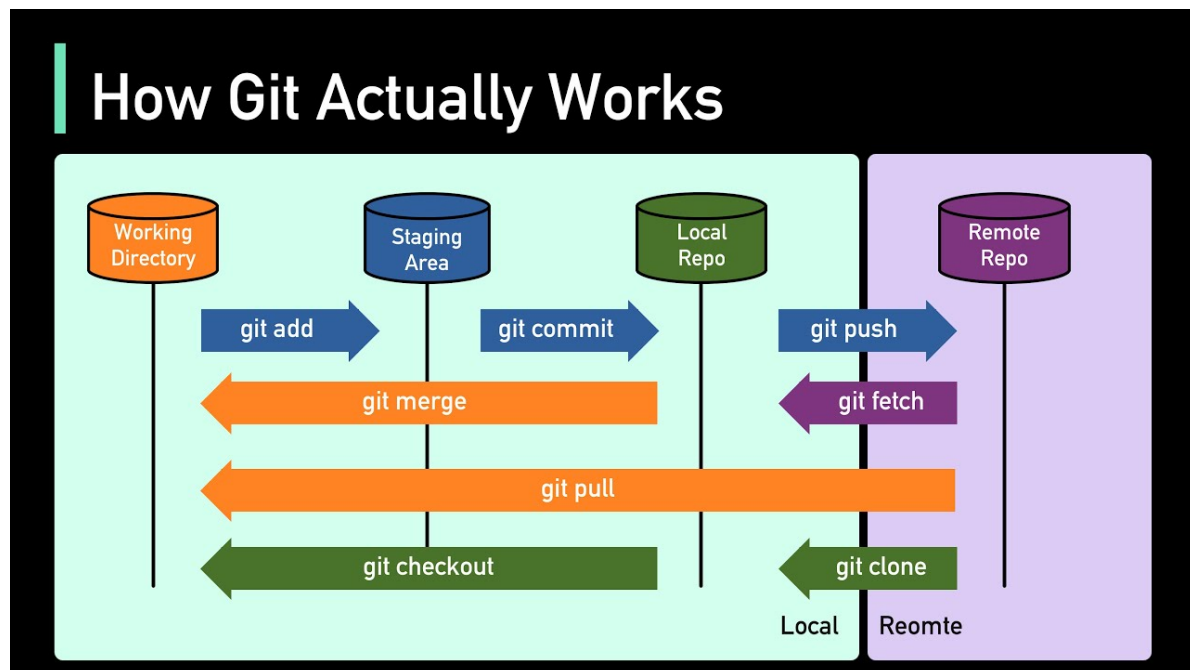 How Git Actually Works
Working
Directory
Staging
Area
Local
Repo
Remote
Repo
git add
git commit
git push
git merge
git fetch
git pull
git checkout
git clone
Local
Reomte